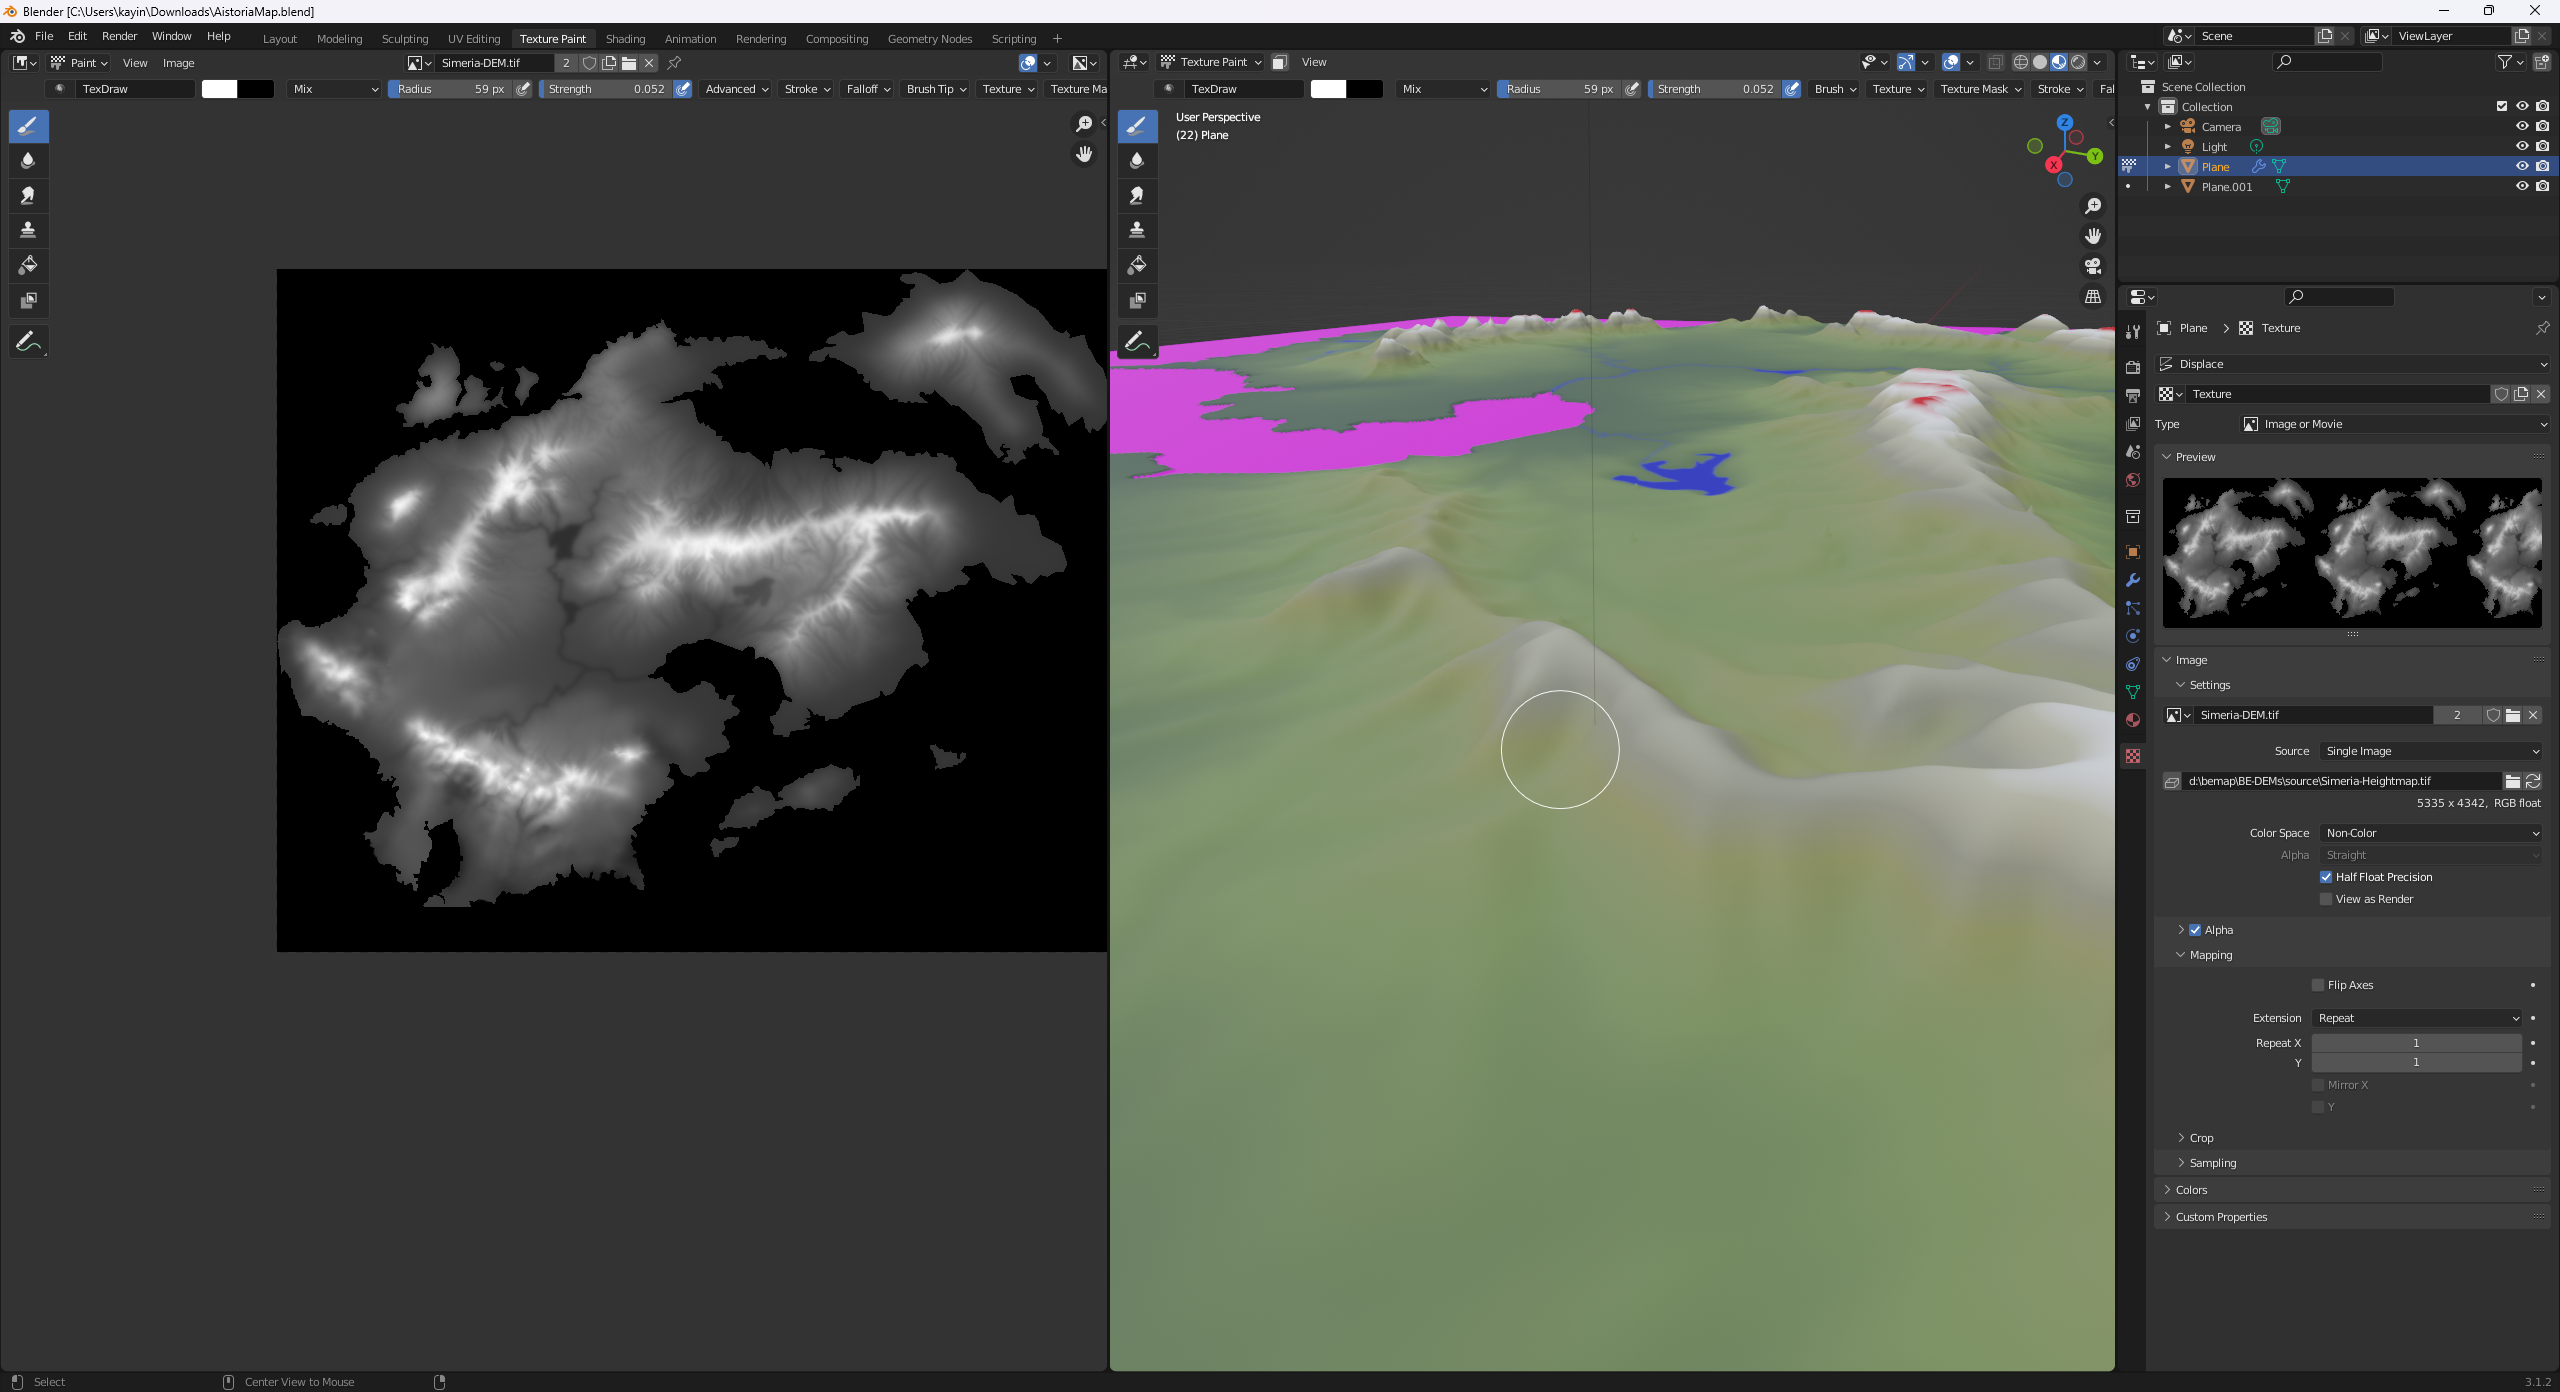 Blender [C:\Users\kayin\Downloads\AistoriaMap.blend]
File Edit Render Window Help
Layout Modeling Sculpting UV Editing Texture Paint Shading Animation Rendering Compositing Geometry Nodes Scripting
Scene ViewLayer
Paint View Image Simeria-DEM.tif 2
Texture Paint View
TexDraw Mix Radius 59 px Strength 0.052 Advanced Stroke Falloff Brush Tip Texture Texture Ma
TexDraw Mix Radius 59 px Strength 0.052 Brush Texture Texture Mask Stroke Fal
User Perspective
(22) Plane
Z
Y
X
Scene Collection
Collection
Camera
Light
Plane
Plane.001
Plane Texture
Displace
Texture
Type Image or Movie
Preview
Image
Settings
Simeria-DEM.tif 2
Source Single Image
d:\bemap\BE-DEMs\source\Simeria-Heightmap.tif
5335 x 4342, RGB float
Color Space Non-Color
Alpha Straight
Half Float Precision
View as Render
Alpha
Mapping
Flip Axes
Extension Repeat
Repeat X 1
Y 1
Mirror X
Y
Crop
Sampling
Colors
Custom Properties
Select Center View to Mouse
3.1.2